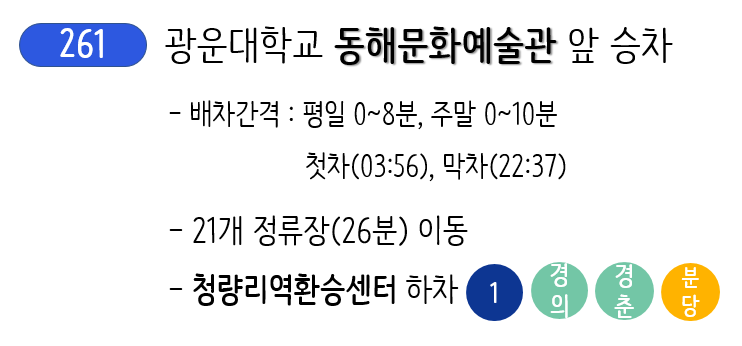 261 광운대학교 동해문화예술관 앞 승차
- 배차간격 : 평일 0~8분, 주말 0~10분
첫차(03:56), 막차(22:37)
- 21개 정류장(26분) 이동
- 청량리역환승센터 하차 1 경의 경춘 분당